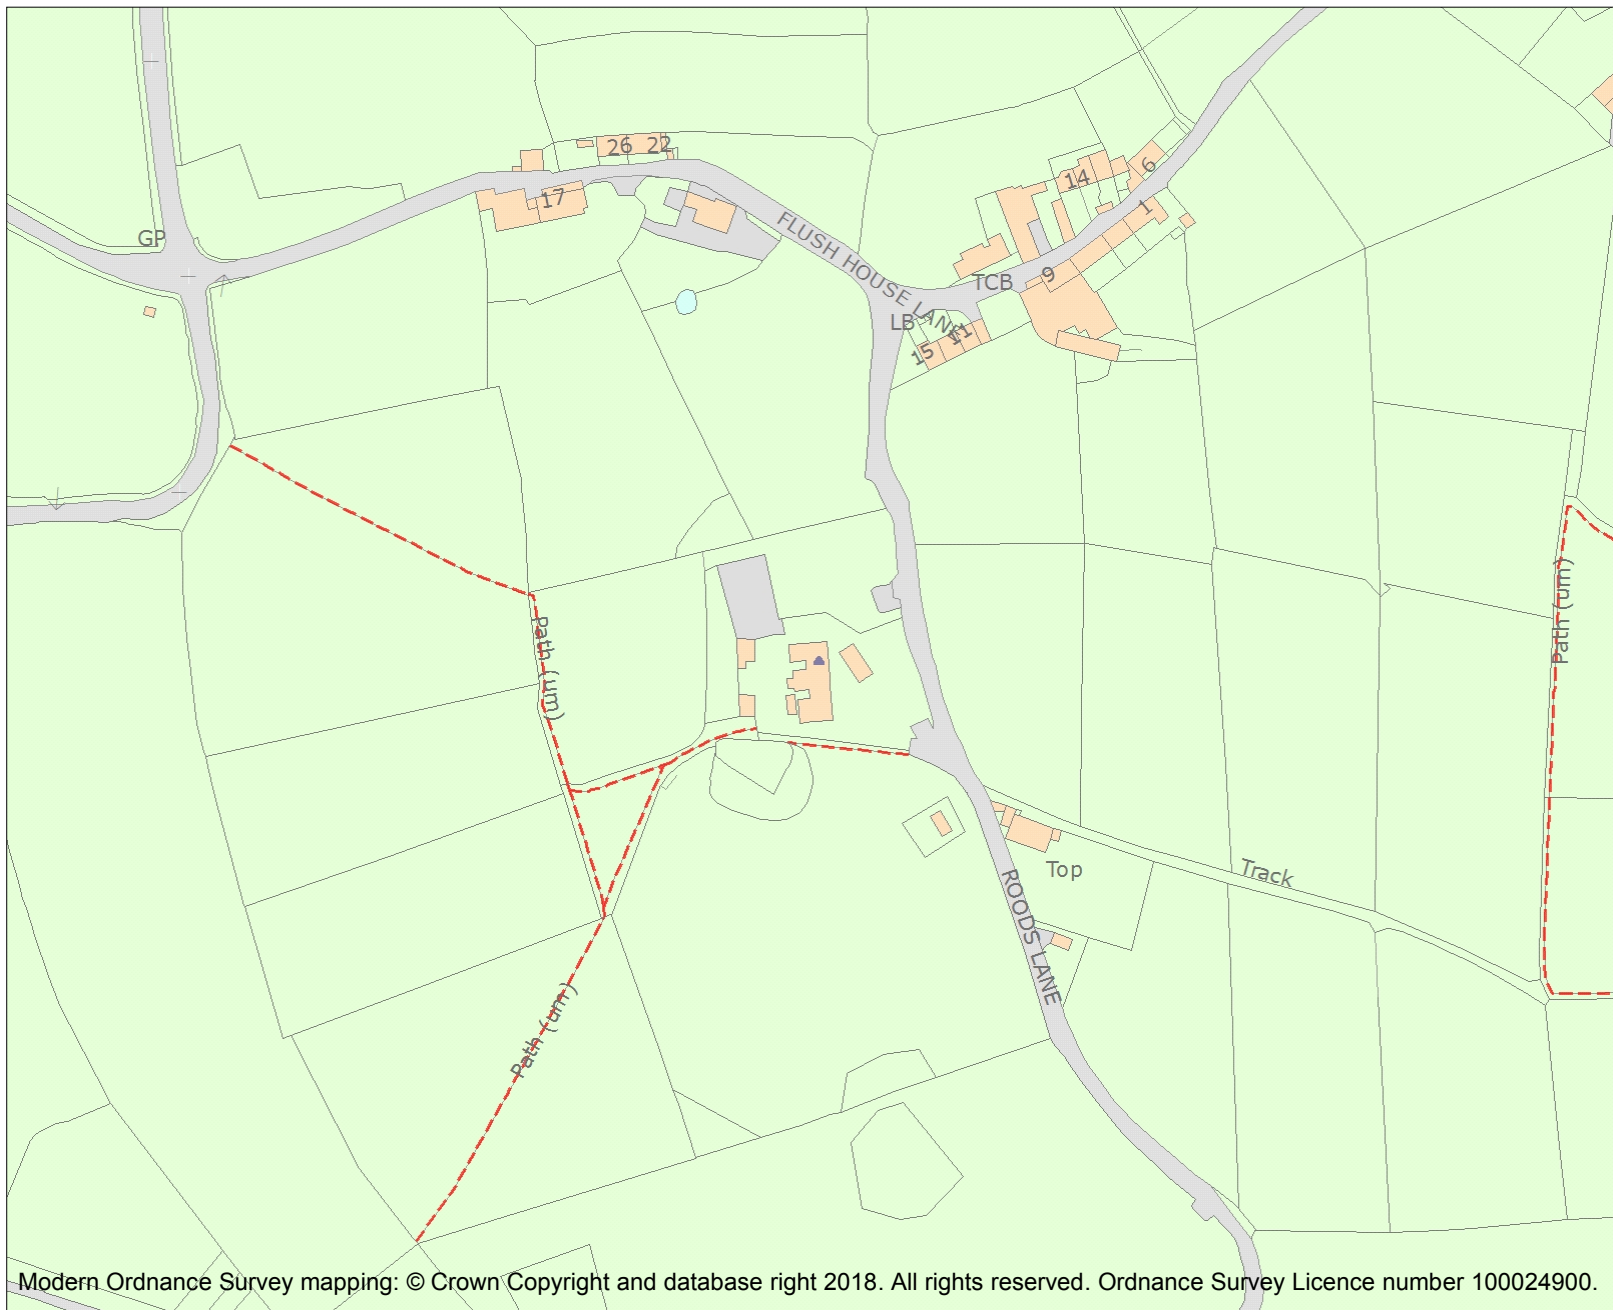 26 22
14
6
17
1
FLUSH HOUSE LANE
GP
9
TCB
LB
11
15
Path (um)
Path (um)
Top
Track
ROODS LANE
Path (um)
Modern Ordnance Survey mapping: © Crown Copyright and database right 2018. All rights reserved. Ordnance Survey Licence number 100024900.